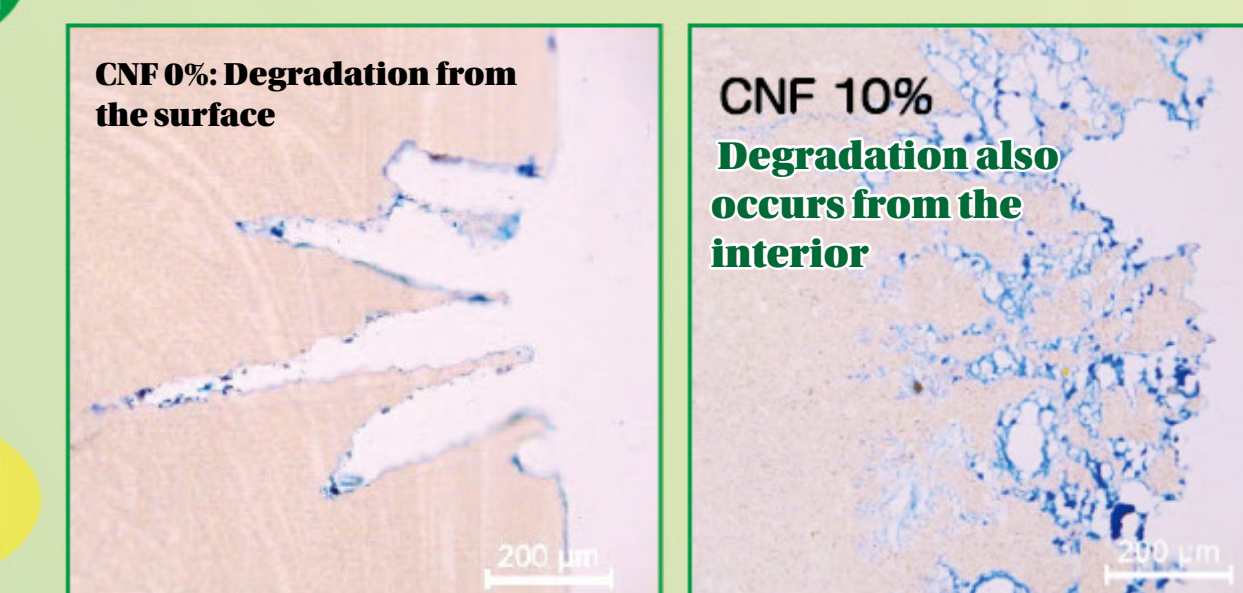 CNF 0%: Degradation from
the surface
200 µm
CNF 10%
Degradation also
occurs from the
interior
200 µm